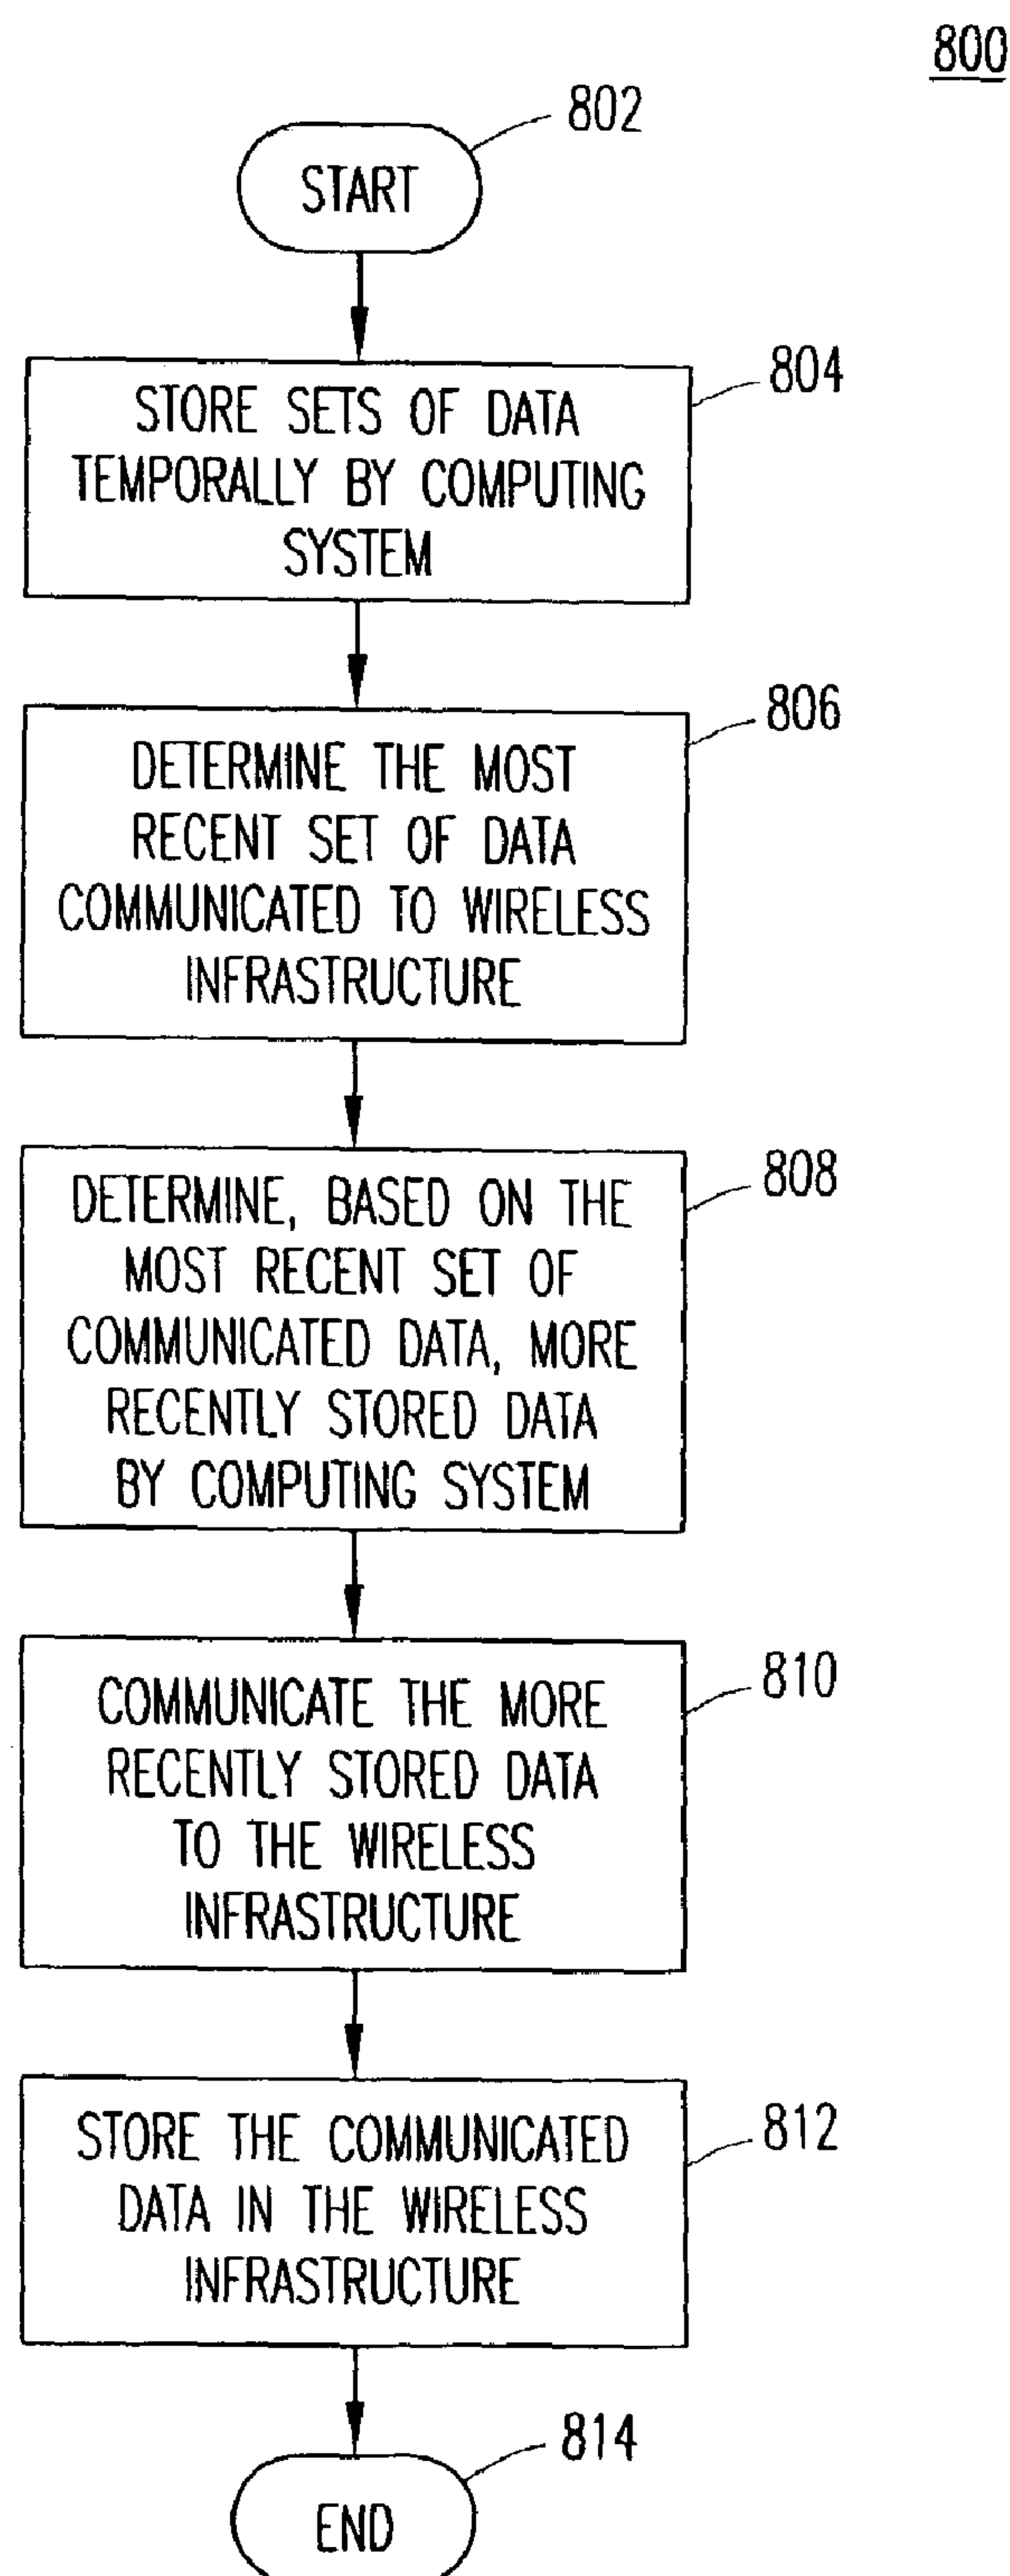 800
802
START
804
STORE SETS OF DATA
TEMPORALLY BY COMPUTING
SYSTEM
806
DETERMINE THE MOST
RECENT SET OF DATA
COMMUNICATED TO WIRELESS
INFRASTRUCTURE
808
DETERMINE, BASED ON THE
MOST RECENT SET OF
COMMUNICATED DATA, MORE
RECENTLY STORED DATA
BY COMPUTING SYSTEM
810
COMMUNICATE THE MORE
RECENTLY STORED DATA
TO THE WIRELESS
INFRASTRUCTURE
812
STORE THE COMMUNICATED
DATA IN THE WIRELESS
INFRASTRUCTURE
814
END